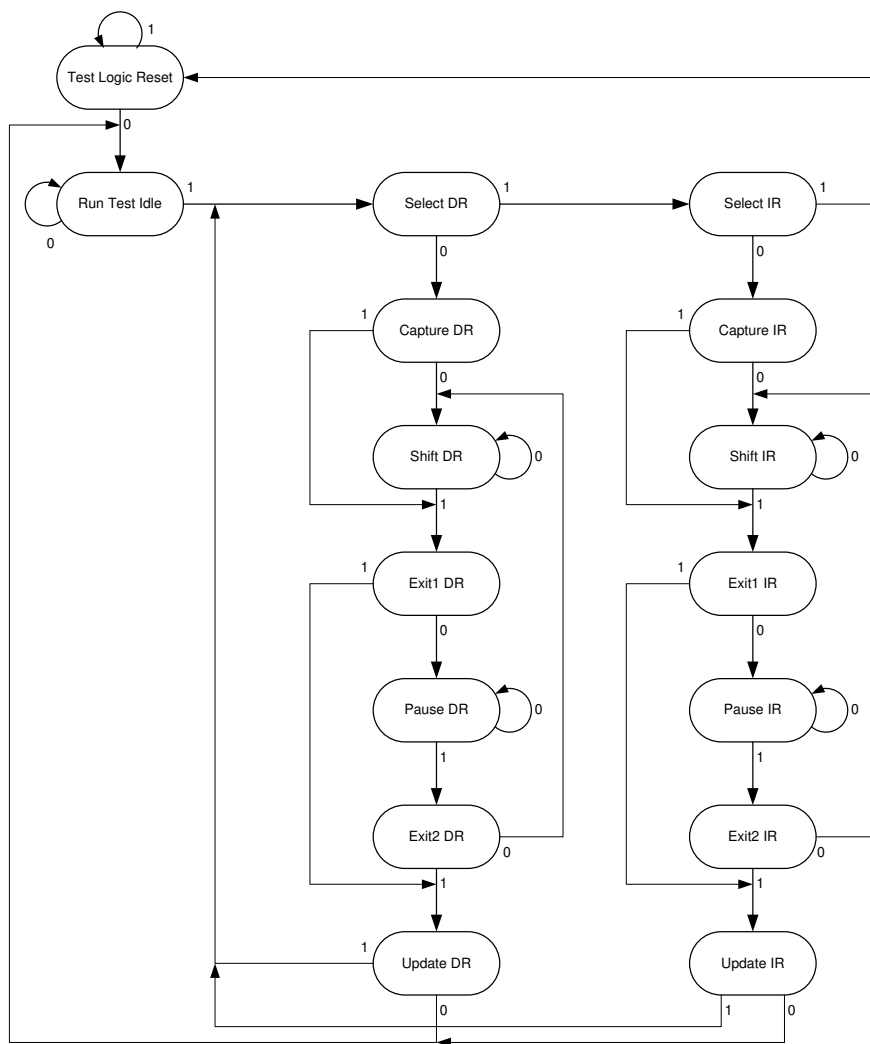 1
Test Logic Reset
0
Run Test Idle
1
0
Select DR
1
Select IR
1
0
0
1
Capture DR
1
Capture IR
0
0
Shift DR
0
Shift IR
0
1
1
1
Exit1 DR
1
Exit1 IR
0
0
Pause DR
0
Pause IR
0
1
1
Exit2 DR
0
Exit2 IR
0
1
1
1
Update DR
Update IR
0
1
0